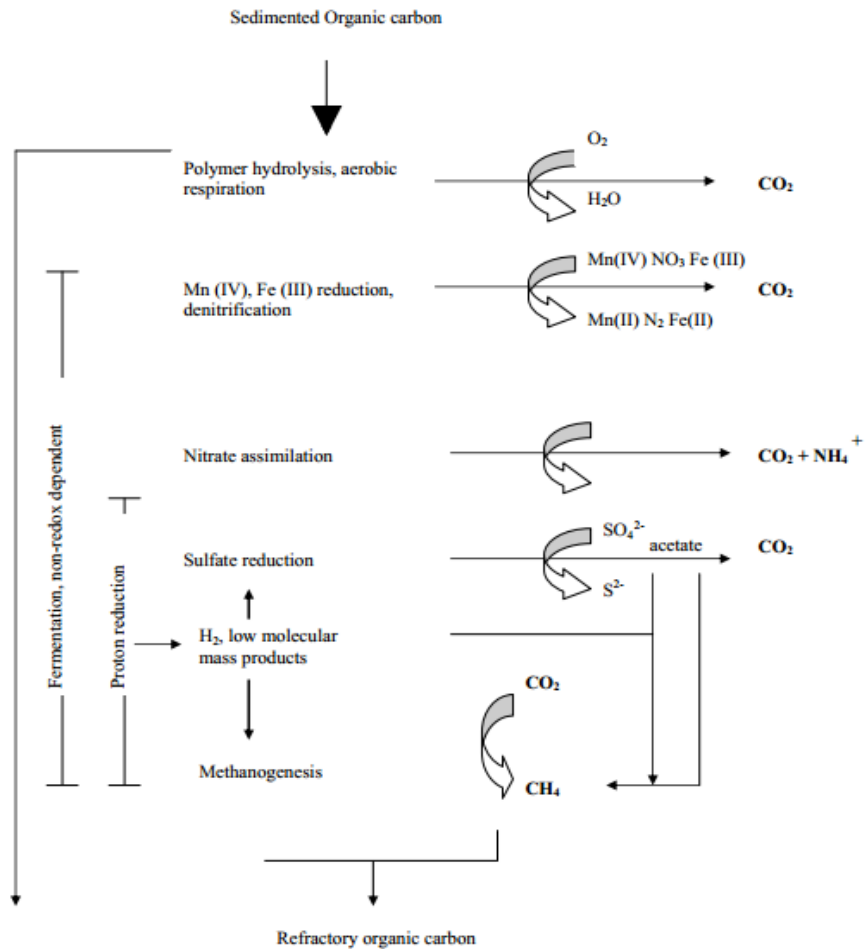 Sedimented Organic carbon
Polymer hydrolysis, aerobic
respiration
O₂
H₂O
CO₂
Mn (IV), Fe (III) reduction,
denitrification
Mn(IV) NO₃ Fe (III)
Mn(II) N₂ Fe(II)
CO₂
Fermentation, non-redox dependent
Nitrate assimilation
CO₂ + NH₄⁺
Proton reduction
Sulfate reduction
SO₄²⁻
S²⁻
acetate
CO₂
H₂, low molecular
mass products
CO₂
Methanogenesis
CH₄
Refractory organic carbon